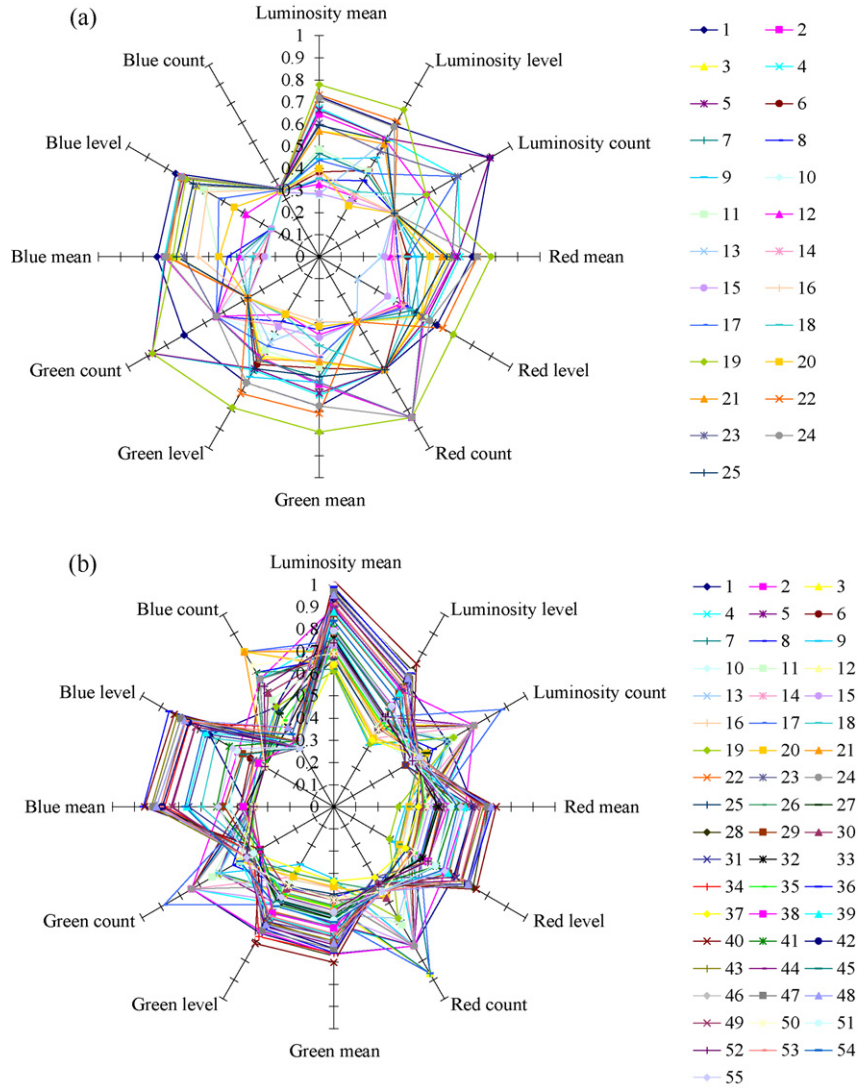 (a)
Luminosity mean
Luminosity level
Luminosity count
Red mean
Red level
Red count
Green mean
Green level
Green count
Blue mean
Blue level
Blue count
1
0.9
0.8
0.7
0.6
0.5
0.4
0.3
0.2
0.1
0
1 2
3 4
5 6
7 8
9 10
11 12
13 14
15 16
17 18
19 20
21 22
23 24
25
(b)
Luminosity mean
Luminosity level
Luminosity count
Red mean
Red level
Red count
Green mean
Green level
Green count
Blue mean
Blue level
Blue count
1
0.9
0.8
0.7
0.6
0.5
0.4
0.3
0.2
0.1
0
1 2 3
4 5 6
7 8 9
10 11 12
13 14 15
16 17 18
19 20 21
22 23 24
25 26 27
28 29 30
31 32 33
34 35 36
37 38 39
40 41 42
43 44 45
46 47 48
49 50 51
52 53 54
55